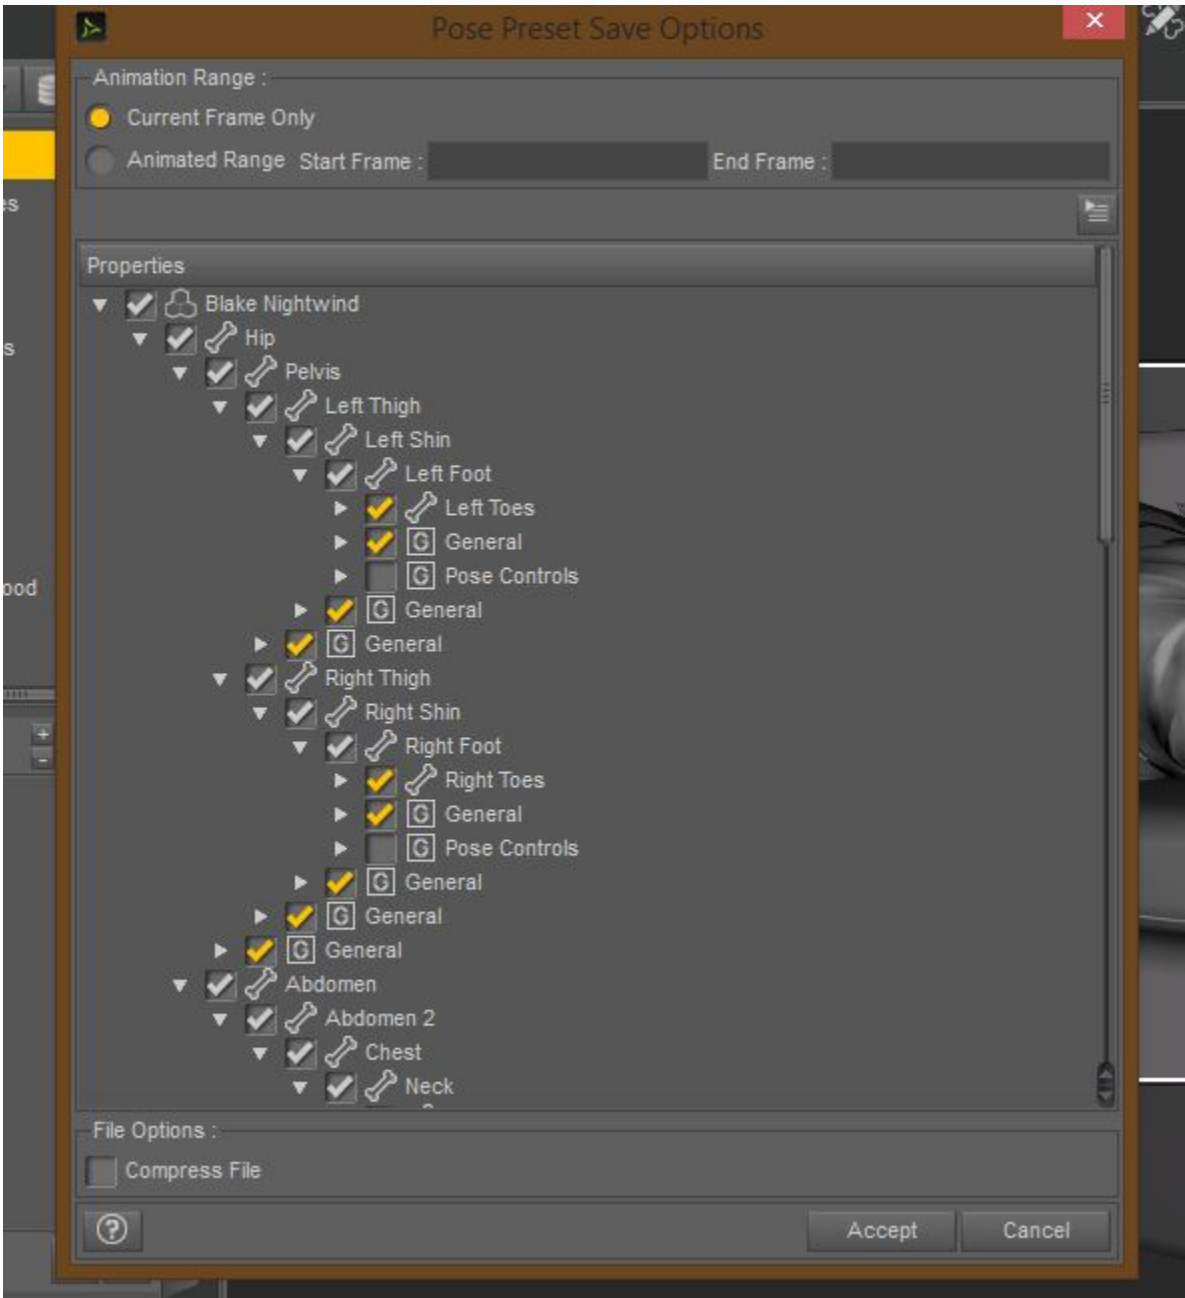 Pose Preset Save Options
Animation Range :
Current Frame Only
Animated Range Start Frame : End Frame :
es
Properties
Blake Nightwind
Hip
s
Pelvis
Left Thigh
Left Shin
Left Foot
Left Toes
G General
G Pose Controls
ood
G General
G General
Right Thigh
Right Shin
Right Foot
Right Toes
G General
G Pose Controls
G General
G General
G General
Abdomen
Abdomen 2
Chest
Neck
File Options :
Compress File
? Accept Cancel